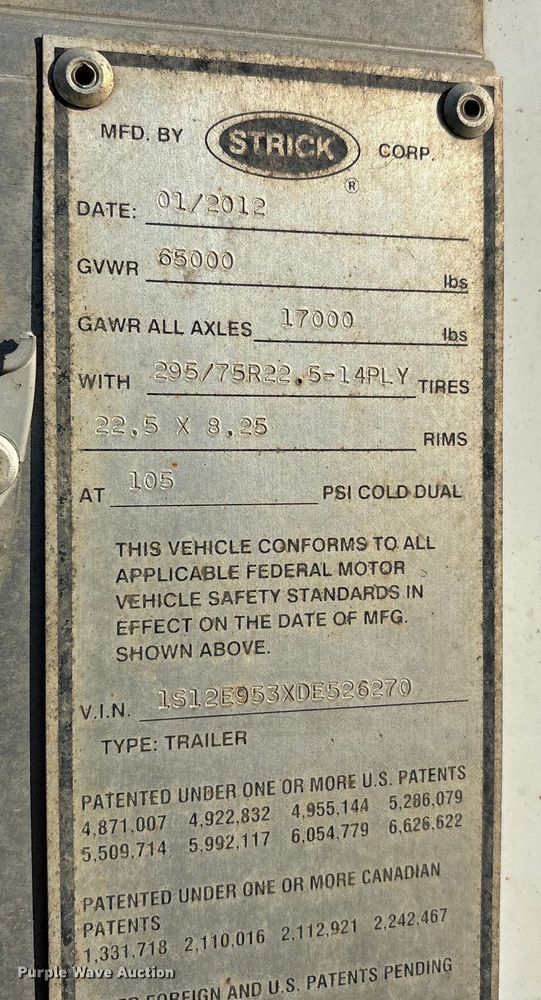 MFD. BY STRICK ® CORP.
DATE: 01/2012
GVWR 65000 lbs
GAWR ALL AXLES 17000 lbs
WITH 295/75R22.5-14PLY TIRES
22.5 X 8.25 RIMS
AT 105 PSI COLD DUAL
THIS VEHICLE CONFORMS TO ALL
APPLICABLE FEDERAL MOTOR
VEHICLE SAFETY STANDARDS IN
EFFECT ON THE DATE OF MFG.
SHOWN ABOVE.
V.I.N. 1S12E953XDE526270
TYPE: TRAILER
PATENTED UNDER ONE OR MORE U.S. PATENTS
4,871,007 4,922,832 4,955,144 5,286,079
5,509,714 5,992,117 6,054,779 6,626,622
PATENTED UNDER ONE OR MORE CANADIAN
PATENTS
1,331,718 2,110,016 2,112,921 2,242,467
FOREIGN AND U.S. PATENTS PENDING
Purple Wave Auction